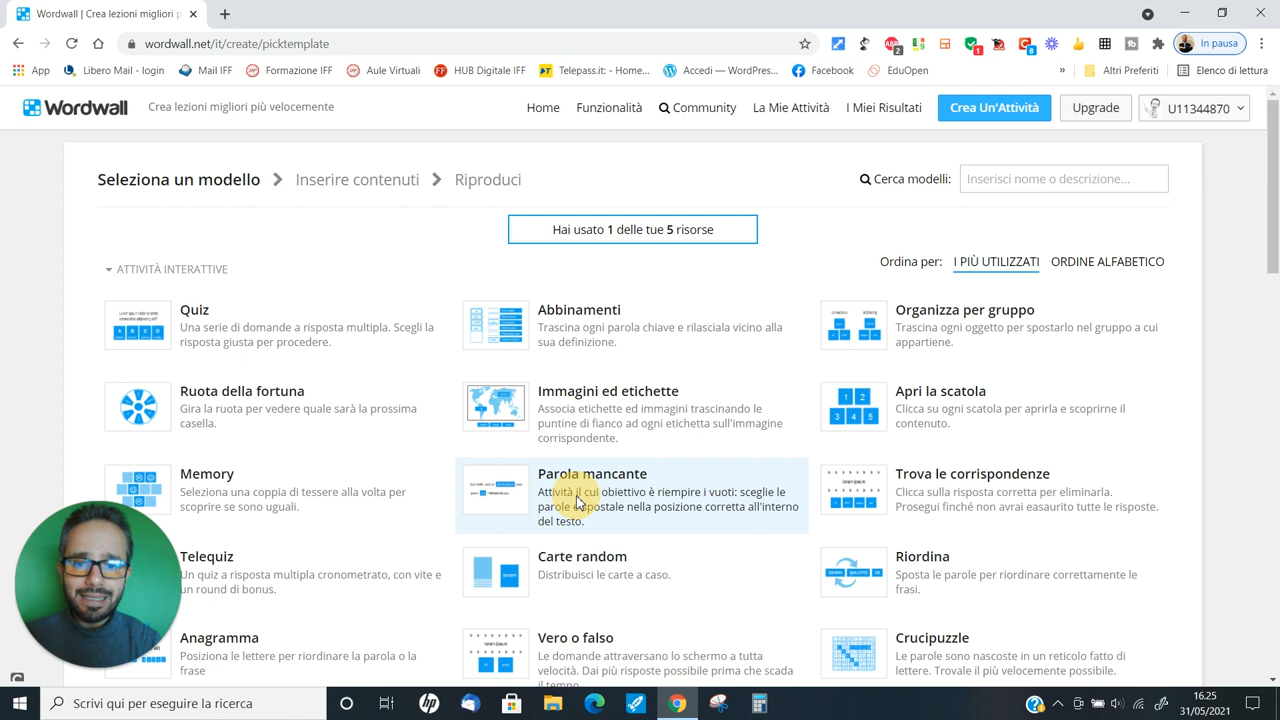 Wordwall | Crea lezioni migliori p
wordwall.net/it/create/picktemplate
In pausa
App
Libero Mail - login
Mail IFF
Formazione IFF
Aule Virtuali
HUB Digitale IFF
Telepass.it: - Home...
Accedi — WordPres...
Facebook
EduOpen
»
Altri Preferiti
Elenco di lettura
Wordwall
Crea lezioni migliori più velocemente
Home
Funzionalità
Community
La Mie Attività
I Miei Risultati
Crea Un'Attività
Upgrade
U11344870
Seleziona un modello
Inserire contenuti
Riproduci
Cerca modelli:
Inserisci nome o descrizione...
Hai usato 1 delle tue 5 risorse
ATTIVITÀ INTERATTIVE
Ordina per:
I PIÙ UTILIZZATI
ORDINE ALFABETICO
Quiz
Una serie di domande a risposta multipla. Scegli la
risposta giusta per procedere.
Abbinamenti
Trascina ogni parola chiave e rilasciala vicino alla
sua definizione.
Organizza per gruppo
Trascina ogni oggetto per spostarlo nel gruppo a cui
appartiene.
Ruota della fortuna
Gira la ruota per vedere quale sarà la prossima
casella.
Immagini ed etichette
Associa etichette ed immagini trascinando le
puntine di fianco ad ogni etichetta sull'immagine
corrispondente.
Apri la scatola
Clicca su ogni scatola per aprirla e scoprirne il
contenuto.
Memory
Seleziona una coppia di tessere alla volta per
scoprire se sono uguali.
Parola mancante
Attività il cui obiettivo è riempire i vuoti: sceglie le
parole e postale nella posizione corretta all'interno
del testo.
Trova le corrispondenze
Clicca sulla risposta corretta per eliminarla.
Prosegui finché non avrai easaurito tutte le risposte.
Telequiz
Un quiz a risposta multipla cronometrato, con vite e
un round di bonus.
Carte random
Distribuisci le carte a caso.
Riordina
Sposta le parole per riordinare correttamente le
frasi.
Anagramma
Posiziona le lettere per riordinare la parola o la
frase
Vero o falso
Le domande attraversano lo schermo a tutta
velocità. Dai più risposte possibile prima che scada
il tempo.
Crucipuzzle
Le parole sono nascoste in un reticolo fatto di
lettere. Trovale il più velocemente possibile.
Scrivi qui per eseguire la ricerca
16.25
31/05/2021